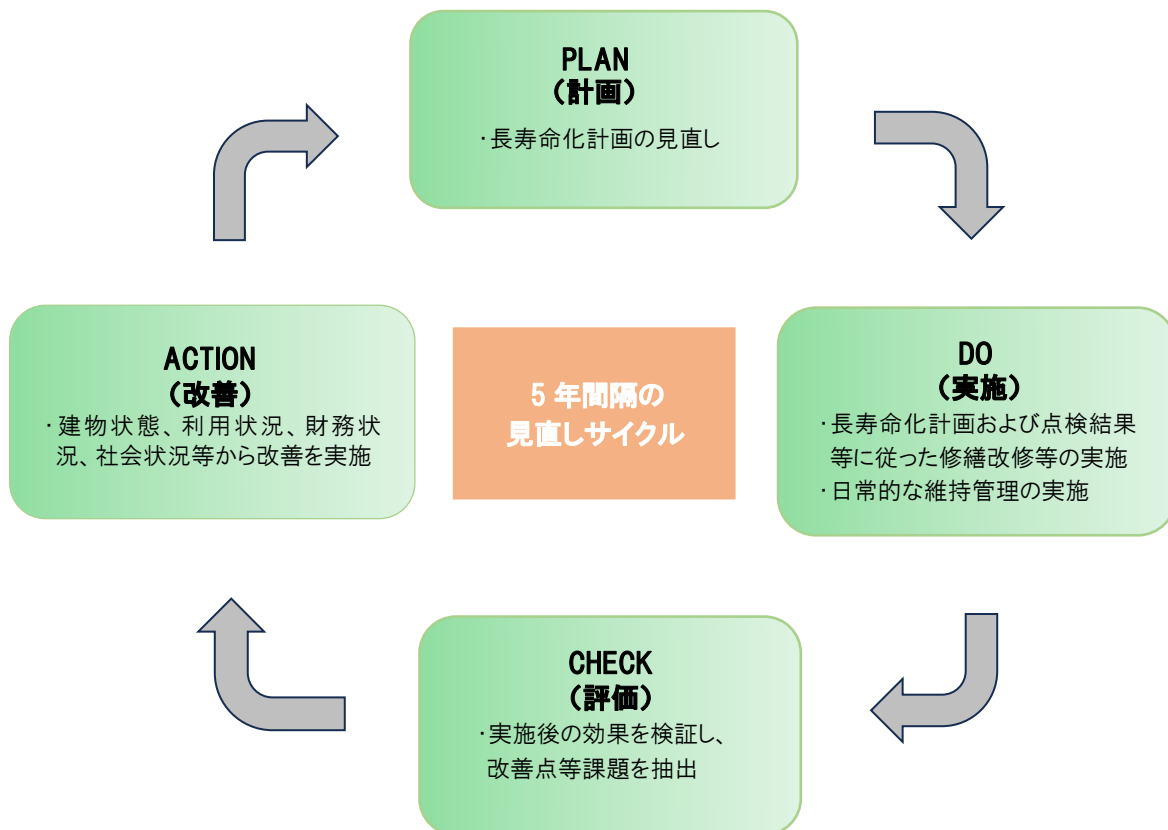 PLAN
（計画）
・長寿命化計画の見直し
DO
（実施）
・長寿命化計画および点検結果
等に従った修繕改修等の実施
・日常的な維持管理の実施
CHECK
（評価）
・実施後の効果を検証し、
改善点等課題を抽出
ACTION
（改善）
・建物状態、利用状況、財務状
況、社会状況等から改善を実施
5 年間隔の
見直しサイクル